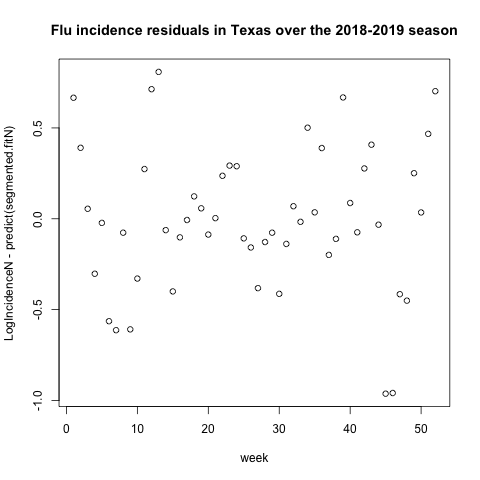 Flu incidence residuals in Texas over the 2018-2019 season
LogIncidenceN - predict(segmented.fitN)
0.5
0.0
-0.5
-1.0
0 10 20 30 40 50
week